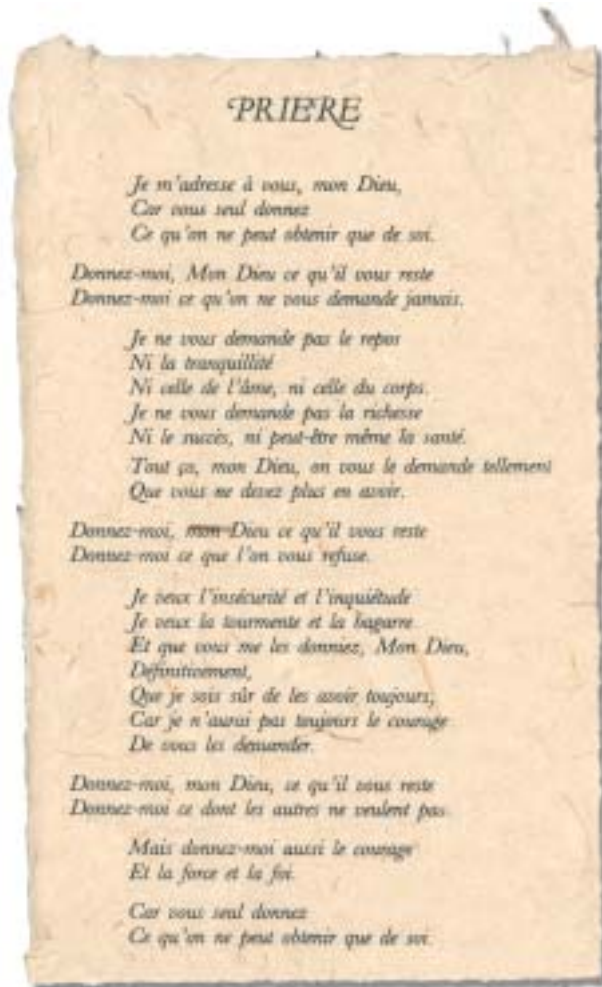 PRIERE
Je m'adresse à vous, mon Dieu,
Car vous seul donnez
Ce qu'on ne peut obtenir que de soi.
Donnez-moi, Mon Dieu ce qu'il vous reste
Donnez-moi ce qu'on ne vous demande jamais.
Je ne vous demande pas le repos
Ni la tranquillité
Ni celle de l'âme, ni celle du corps.
Je ne vous demande pas la richesse
Ni le succès, ni peut-être même la santé.
Tout ça, mon Dieu, on vous le demande tellement
Que vous ne devez plus en avoir.
Donnez-moi, mon Dieu ce qu'il vous reste
Donnez-moi ce que l'on vous refuse.
Je veux l'insécurité et l'inquiétude
Je veux la tourmente et la bagarre
Et que vous me les donniez, Mon Dieu,
Définitivement,
Que je sois sûr de les avoir toujours,
Car je n'aurai pas toujours le courage
De vous les demander.
Donnez-moi, mon Dieu, ce qu'il vous reste
Donnez-moi ce dont les autres ne veulent pas.
Mais donnez-moi aussi le courage
Et la force et la foi.
Car vous seul donnez
Ce qu'on ne peut obtenir que de soi.